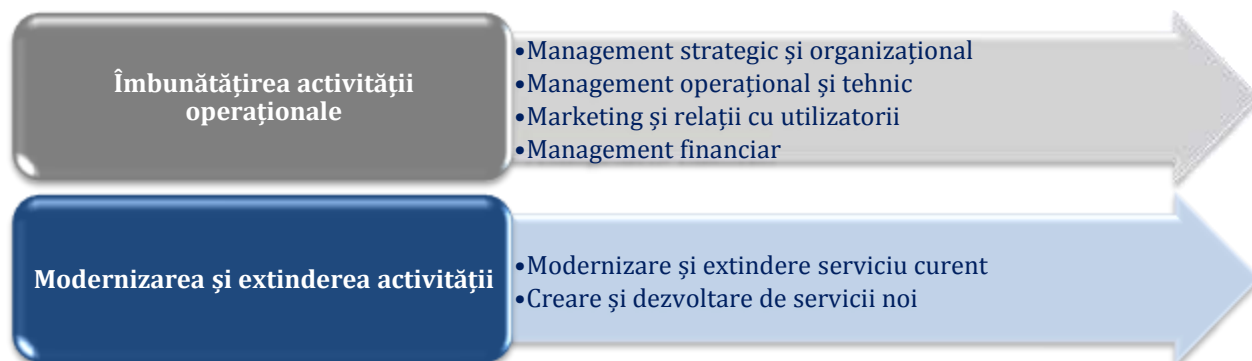 Îmbunătățirea activității
operaționale
•Management strategic și organizațional
•Management operațional și tehnic
•Marketing și relații cu utilizatorii
•Management financiar
Modernizarea și extinderea activității
•Modernizare și extindere serviciu curent
•Creare și dezvoltare de servicii noi